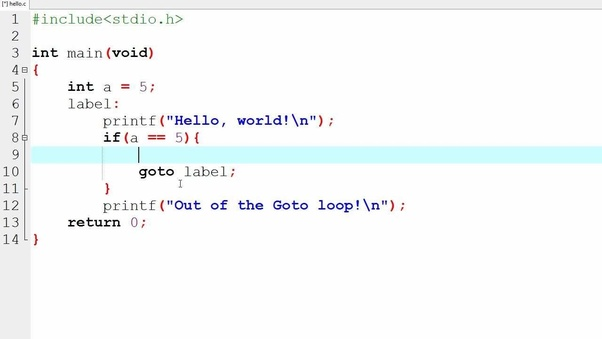 [*] hello.c
1 #include<stdio.h>
2
3 int main(void)
4 {
5 int a = 5;
6 label:
7 printf("Hello, world!\n");
8 if(a == 5){
9
10 goto label;
11 }
12 printf("Out of the Goto loop!\n");
13 return 0;
14 }